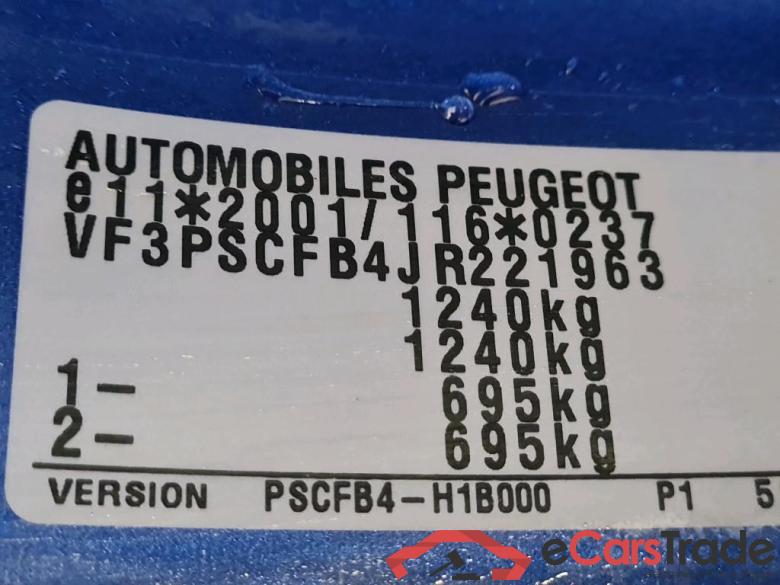 AUTOMOBILES PEUGEOT
e11*2001/116*0237
VF3PSCFB4JR221963
1240kg
1240kg
1- 695kg
2- 695kg
VERSION PSCFB4-H1B000 P1 5
eCarsTrade